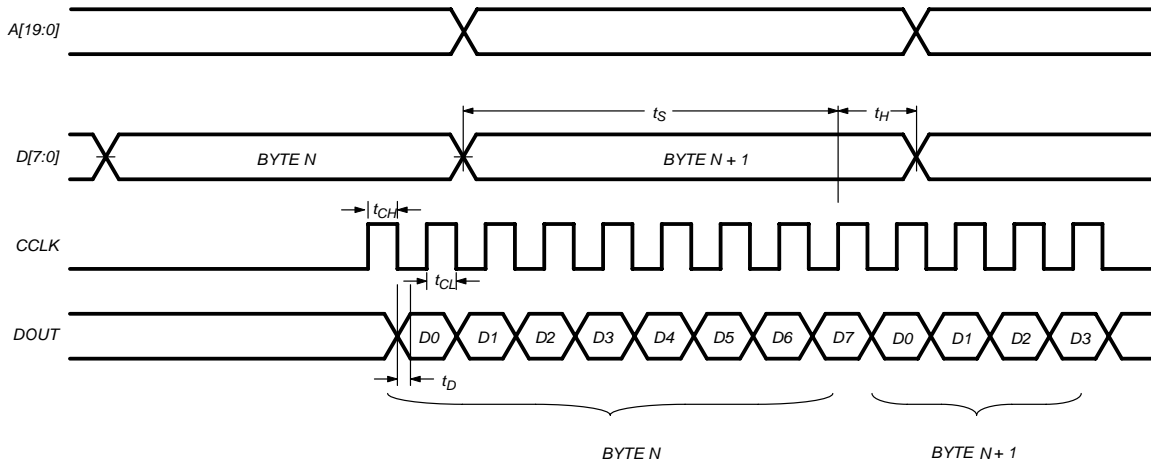 A[19:0]
t_S t_H
D[7:0] BYTE N BYTE N + 1
t_CH
CCLK
t_CL
DOUT D0 D1 D2 D3 D4 D5 D6 D7 D0 D1 D2 D3
t_D
BYTE N BYTE N + 1